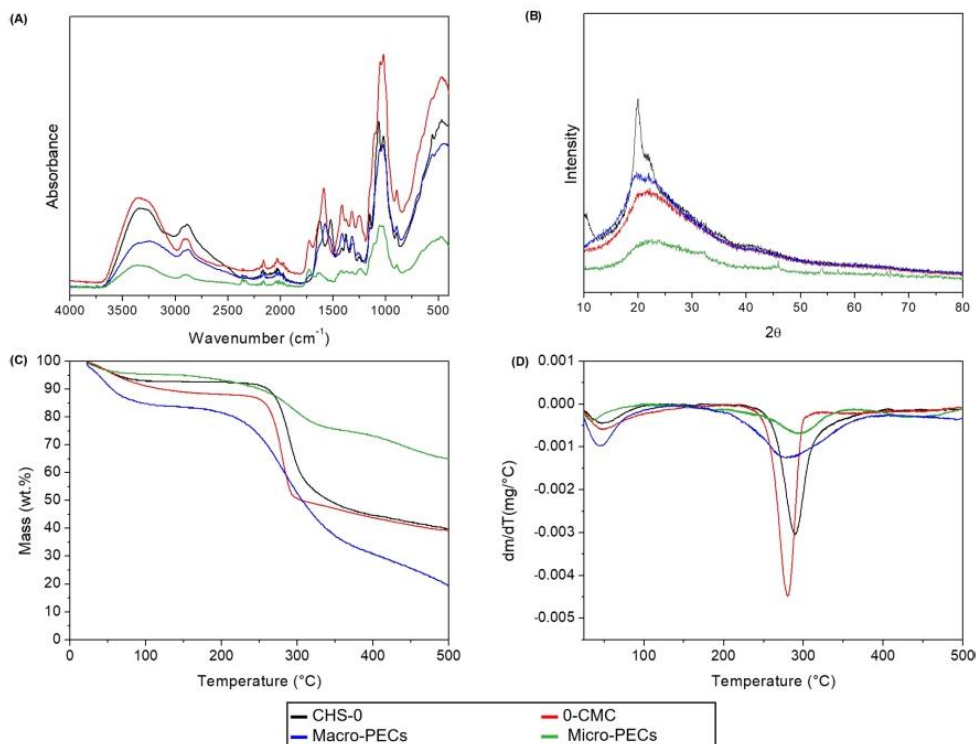 (A)
Absorbance
4000 3500 3000 2500 2000 1500 1000 500
Wavenumber (cm⁻¹)
(B)
Intensity
10 20 30 40 50 60 70 80
2θ
(C)
Mass (wt.%)
100
90
80
70
60
50
40
30
20
10
0
0 100 200 300 400 500
Temperature (°C)
(D)
dm/dT(mg/°C)
0.001
0.000
-0.001
-0.002
-0.003
-0.004
-0.005
100 200 300 400 500
Temperature (°C)
CHS-0 0-CMC
Macro-PECs Micro-PECs